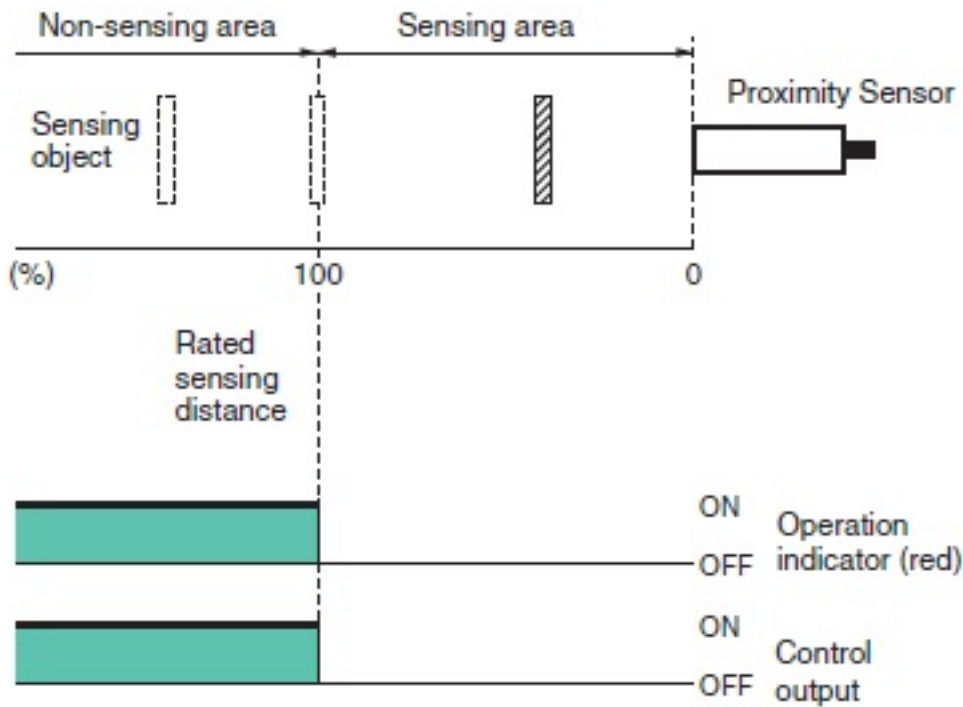 Non-sensing area
Sensing area
Proximity Sensor
Sensing
object
(%)
100
0
Rated
sensing
distance
ON
OFF
Operation
indicator (red)
ON
OFF
Control
output